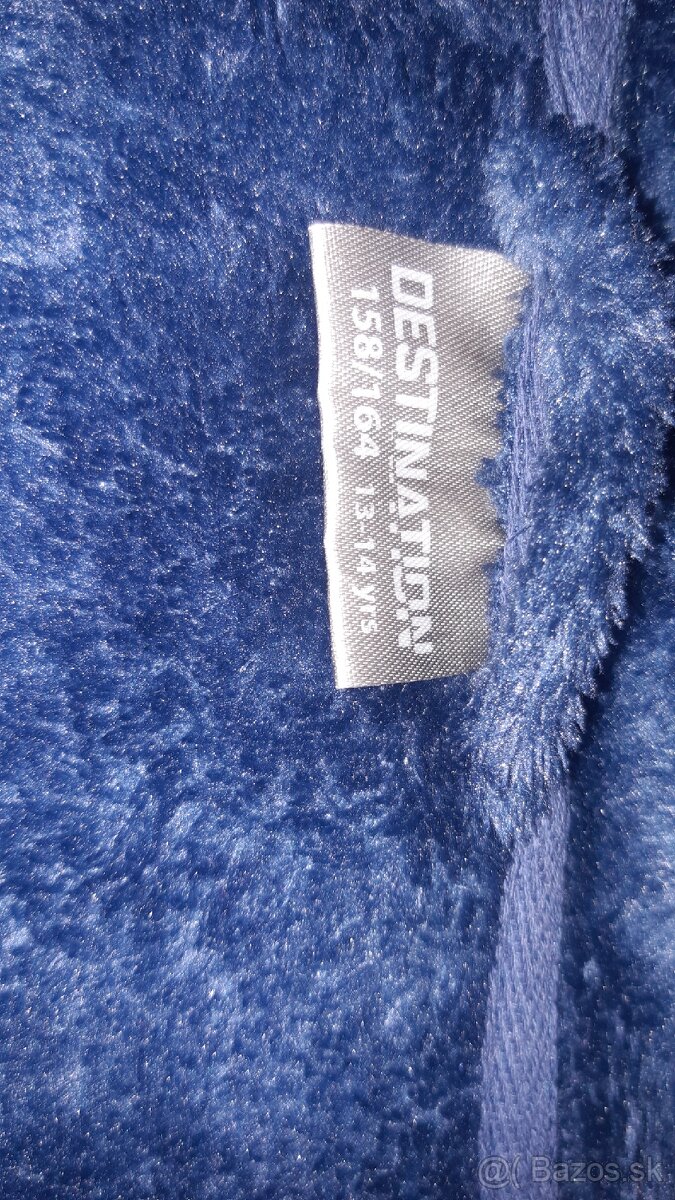 DESTINATION
158/164 13-14 yrs
@( Bazos.sk